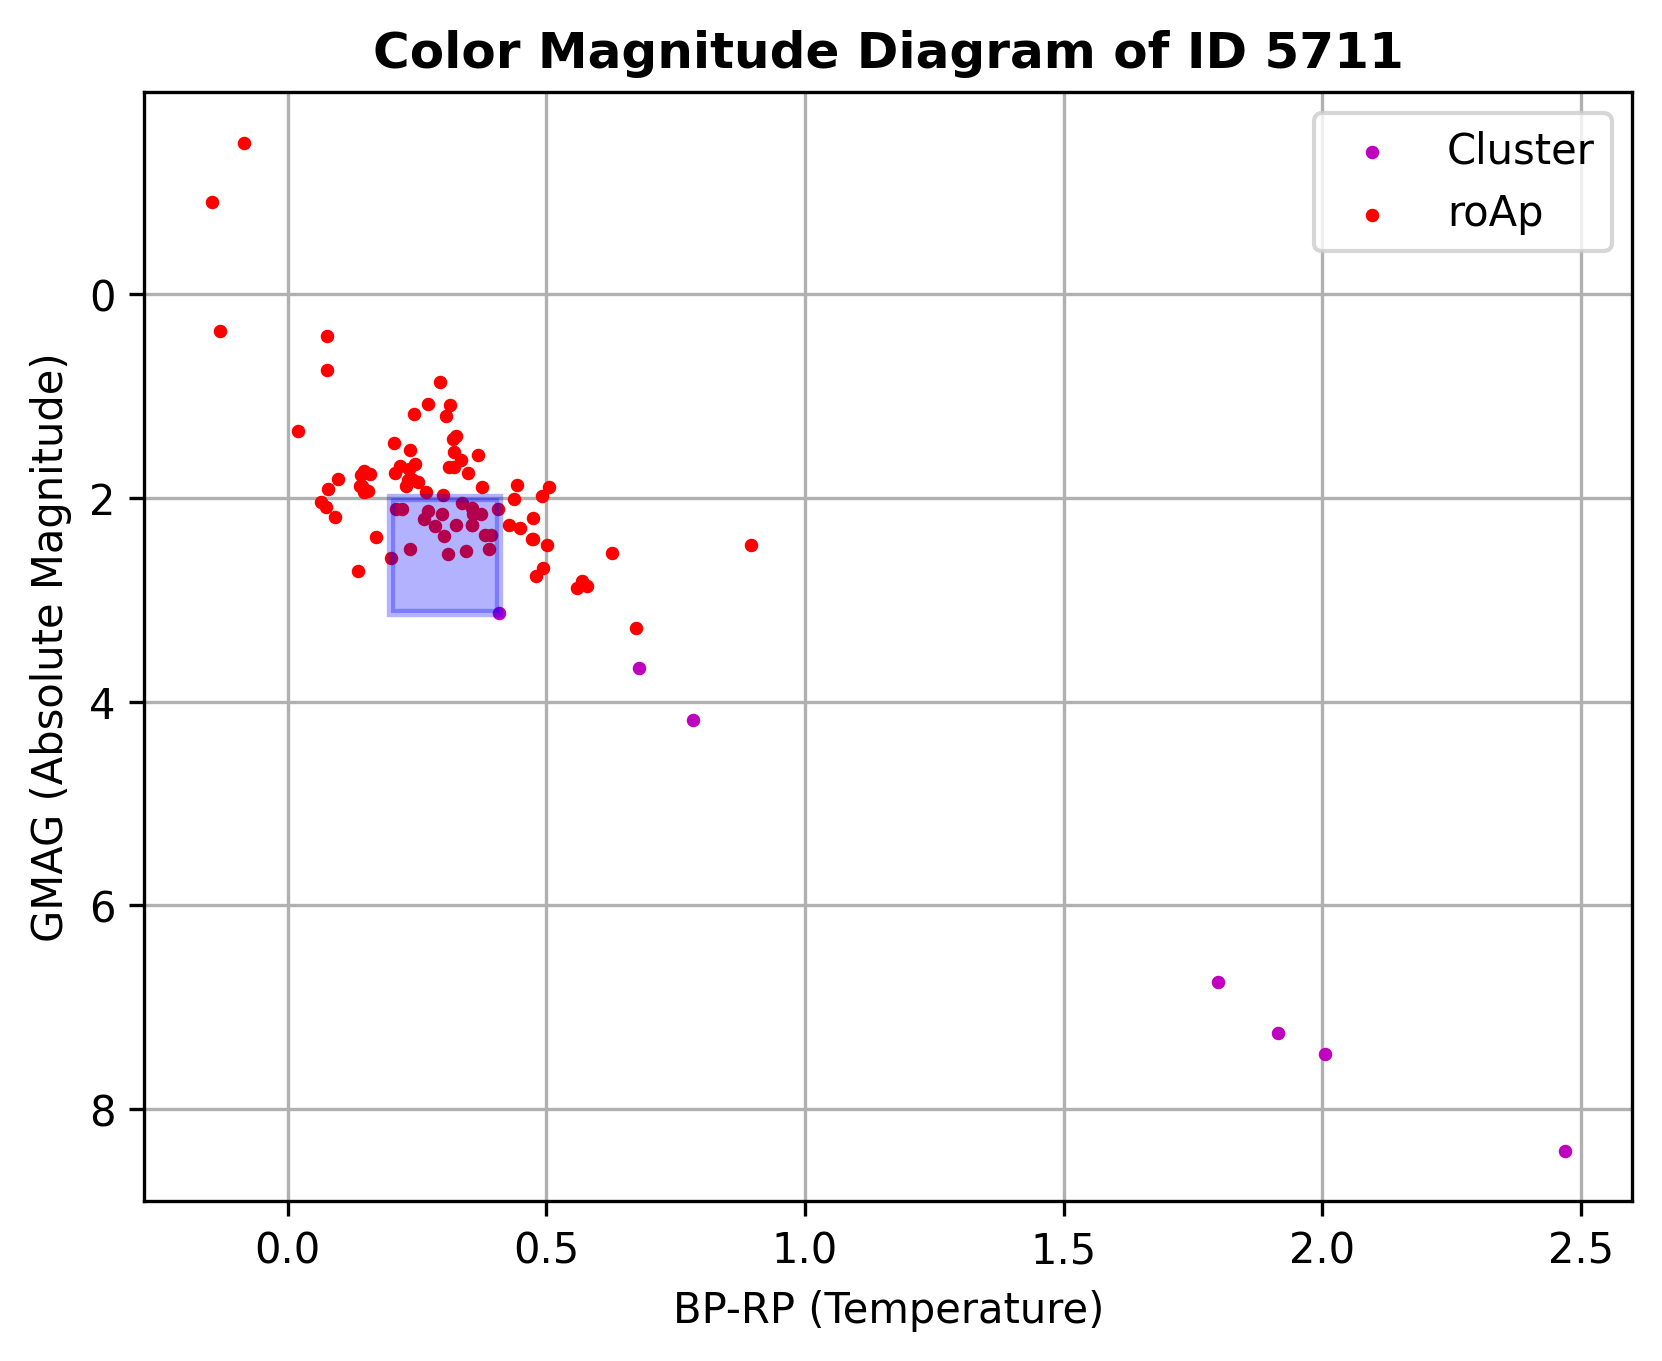 Color Magnitude Diagram of ID 5711
Cluster
roAp
GMAG (Absolute Magnitude)
0
2
4
6
8
0.0 0.5 1.0 1.5 2.0 2.5
BP-RP (Temperature)